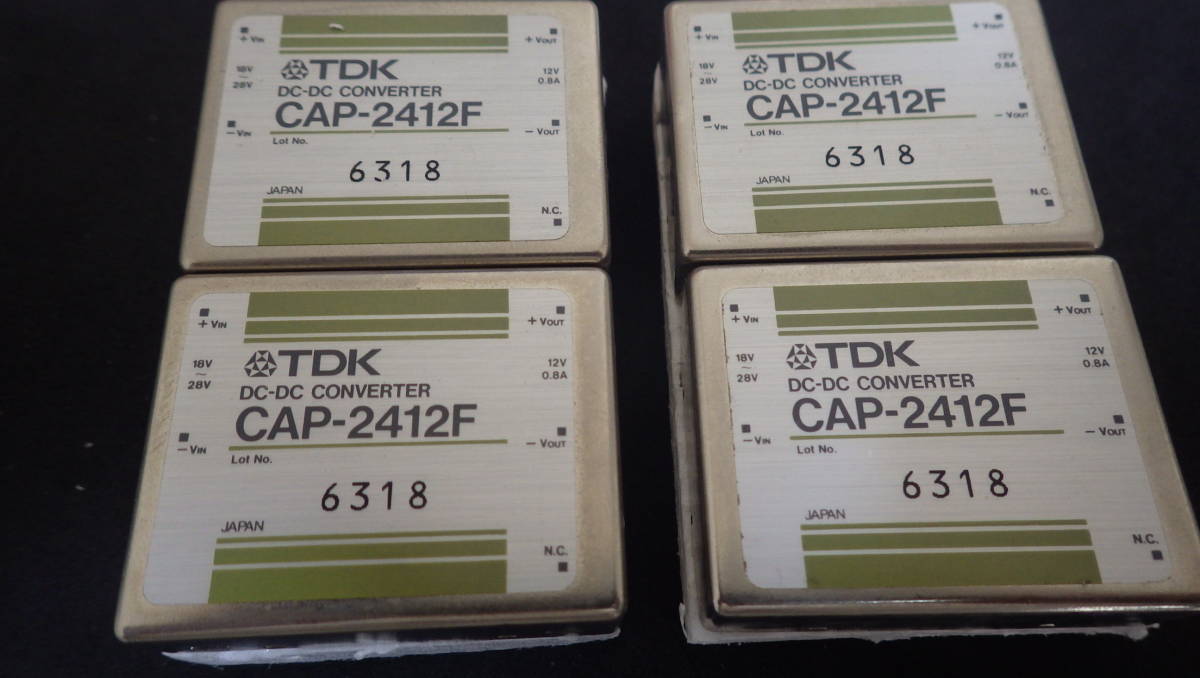 + VIN
+ VOUT
TDK
18V
~
28V
12V
0.8A
DC-DC CONVERTER
CAP-2412F
- VIN
- VOUT
Lot No.
6318
JAPAN
N.C.
+ VIN
+ VOUT
TDK
18V
~
28V
12V
0.8A
DC-DC CONVERTER
CAP-2412F
- VIN
- VOUT
Lot No.
6318
JAPAN
N.C.
+ VIN
+ VOUT
TDK
18V
~
28V
12V
0.8A
DC-DC CONVERTER
CAP-2412F
- VIN
- VOUT
Lot No.
6318
JAPAN
N.C.
+ VIN
+ VOUT
TDK
18V
~
28V
12V
0.8A
DC-DC CONVERTER
CAP-2412F
- VIN
- VOUT
Lot No.
6318
JAPAN
N.C.